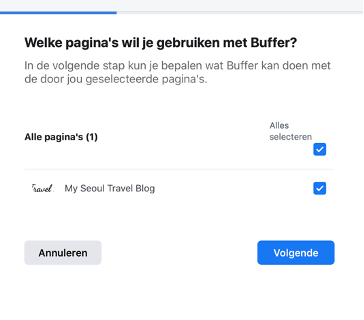 Welke pagina's wil je gebruiken met Buffer?
In de volgende stap kun je bepalen wat Buffer kan doen met
de door jou geselecteerde pagina's.
Alles
selecteren
Alle pagina's (1)
Travel
My Seoul Travel Blog
Annuleren
Volgende